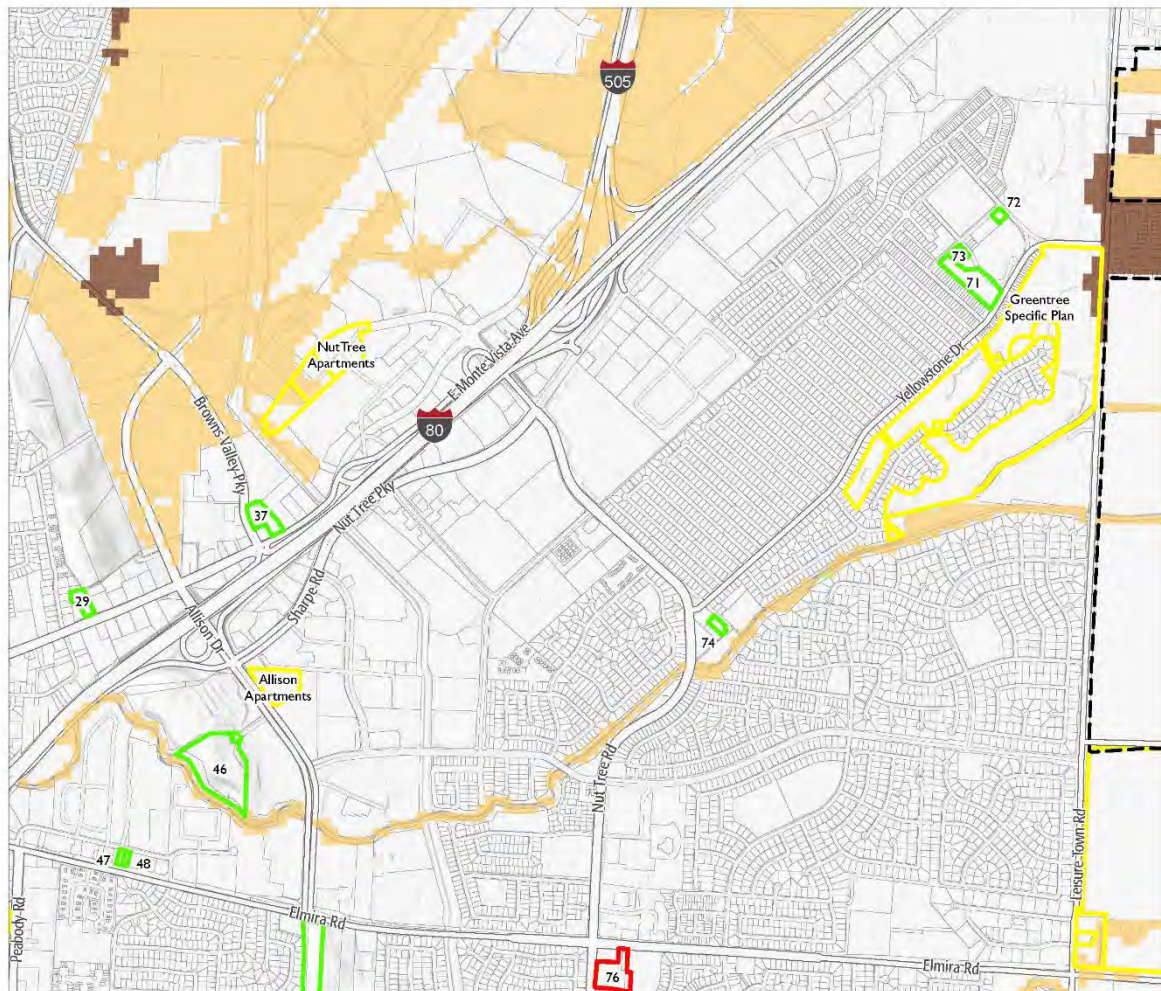 505
72
73
71
Greentree
Specific Plan
Nut Tree
Apartments
E Monte Vista Ave
Yellowstone Dr
80
Browns Valley Pky
37
Nut Tree Pky
Sharpe Rd
29
Allison Dr
74
Allison
Apartments
46
Nut Tree Rd
Leisure Town Rd
47
48
Peabody Rd
Elmira Rd
76
Elmira Rd